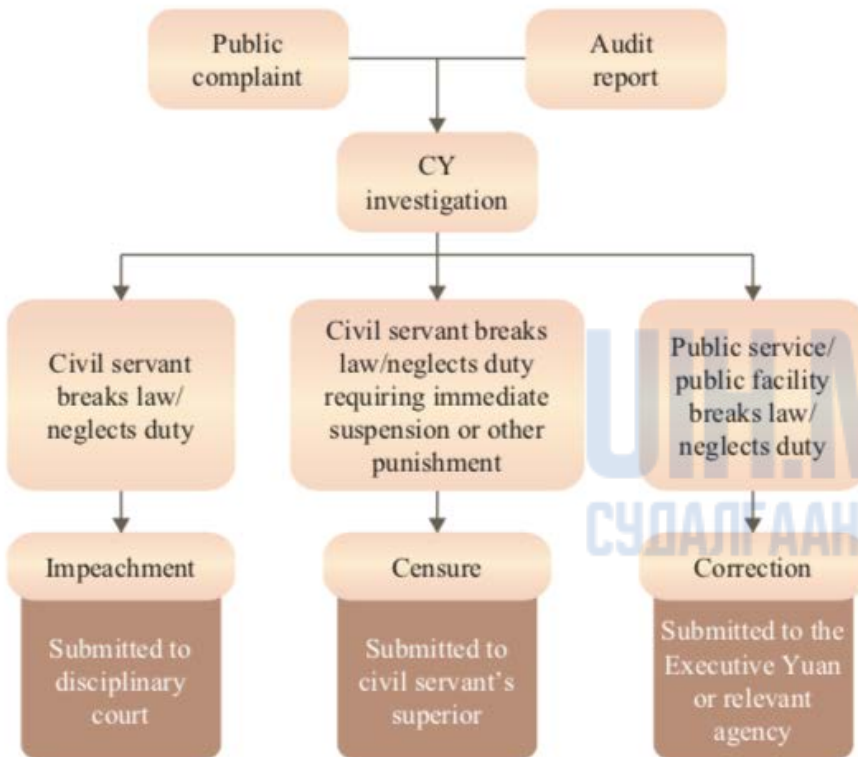 Public
complaint
Audit
report
CY
investigation
Civil servant
breaks law/
neglects duty
Civil servant breaks
law/neglects duty
requiring immediate
suspension or other
punishment
Public service/
public facility
breaks law/
neglects duty
Impeachment
Submitted to
disciplinary
court
Censure
Submitted to
civil servant's
superior
Correction
Submitted to the
Executive Yuan
or relevant
agency